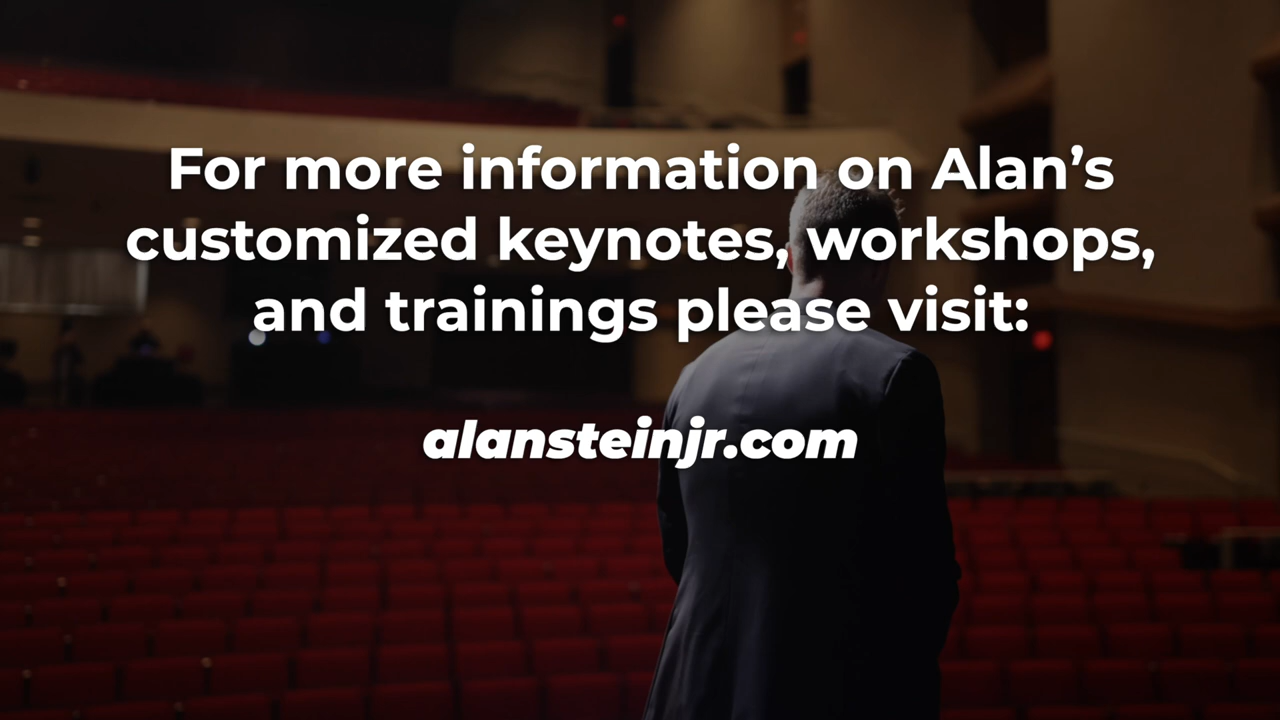 For more information on Alan’s
customized keynotes, workshops,
and trainings please visit:
alansteinjr.com